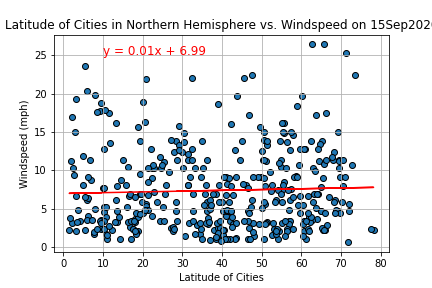 Latitude of Cities in Northern Hemisphere vs. Windspeed on 15Sep202
y = 0.01x + 6.99
Windspeed (mph)
25
20
15
10
5
0
0 10 20 30 40 50 60 70 80
Latitude of Cities